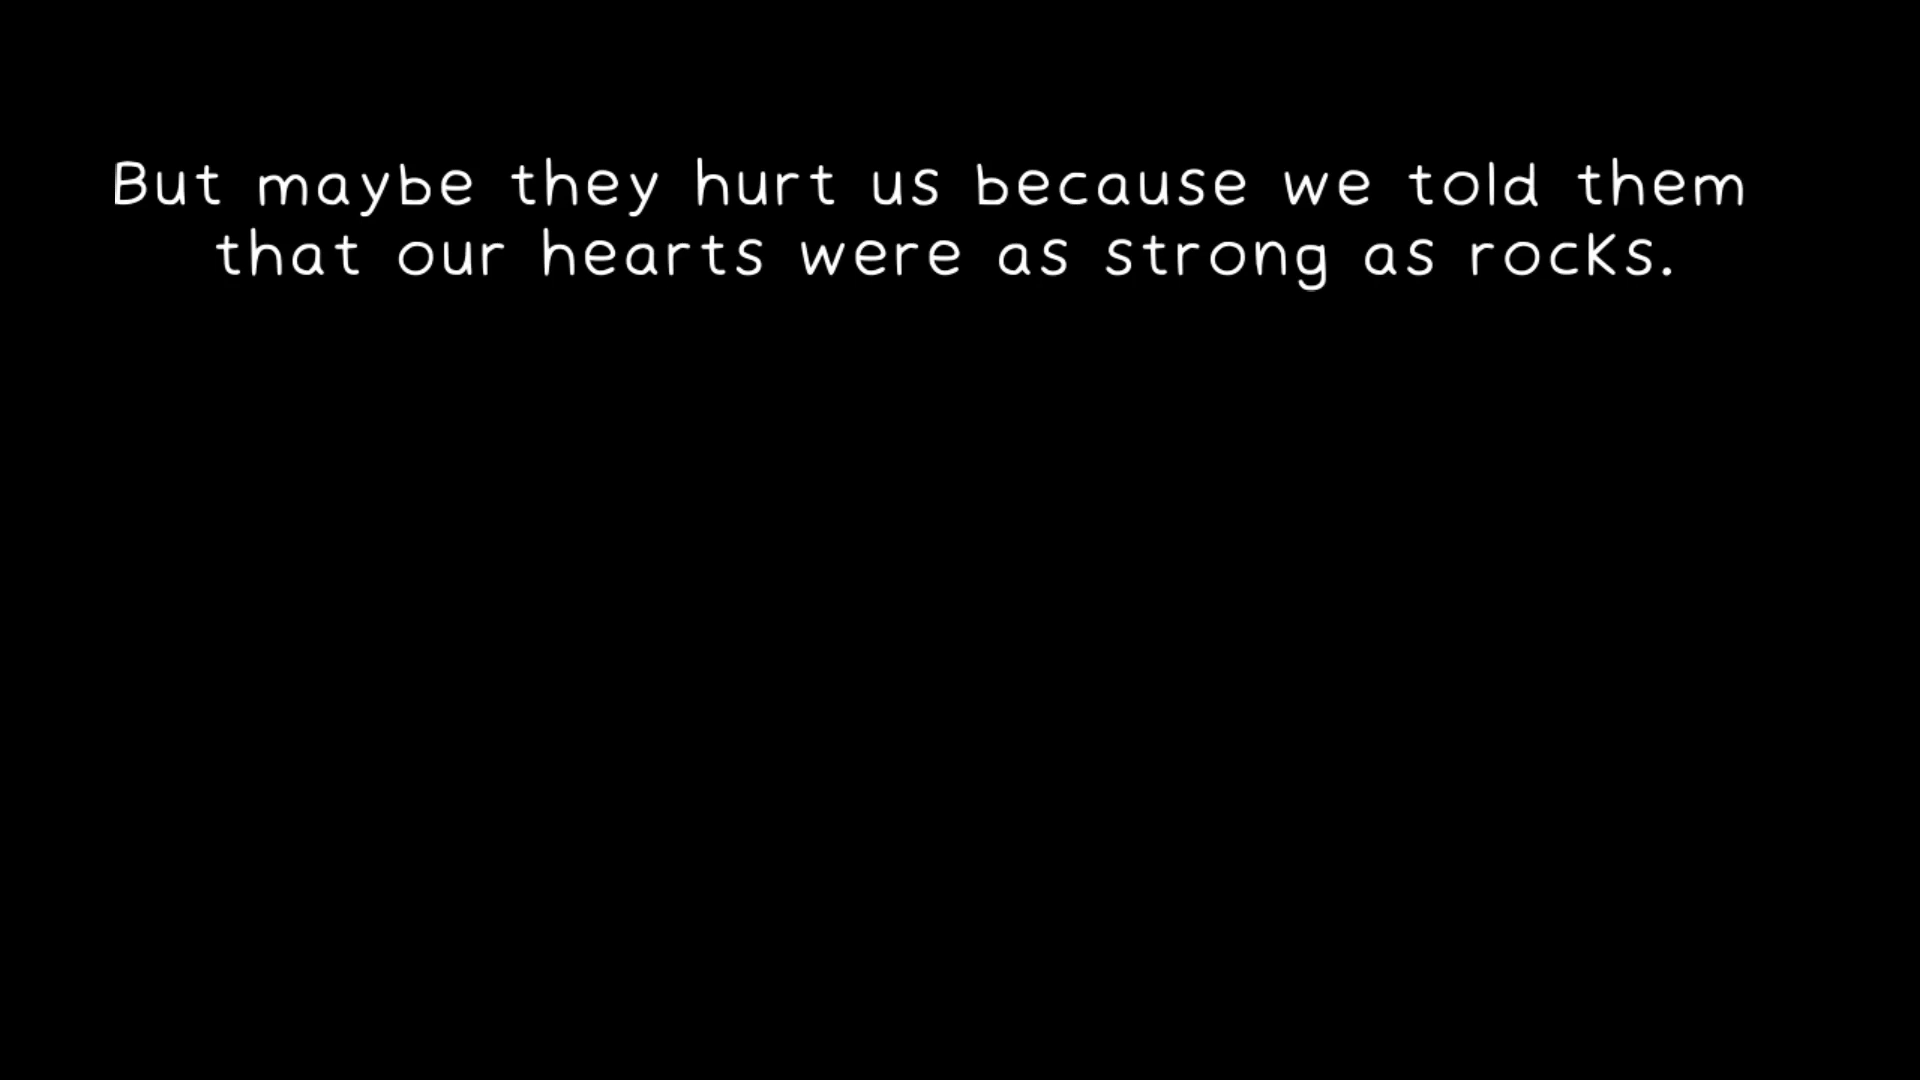 But maybe they hurt us because we told them
that our hearts were as strong as rocks.